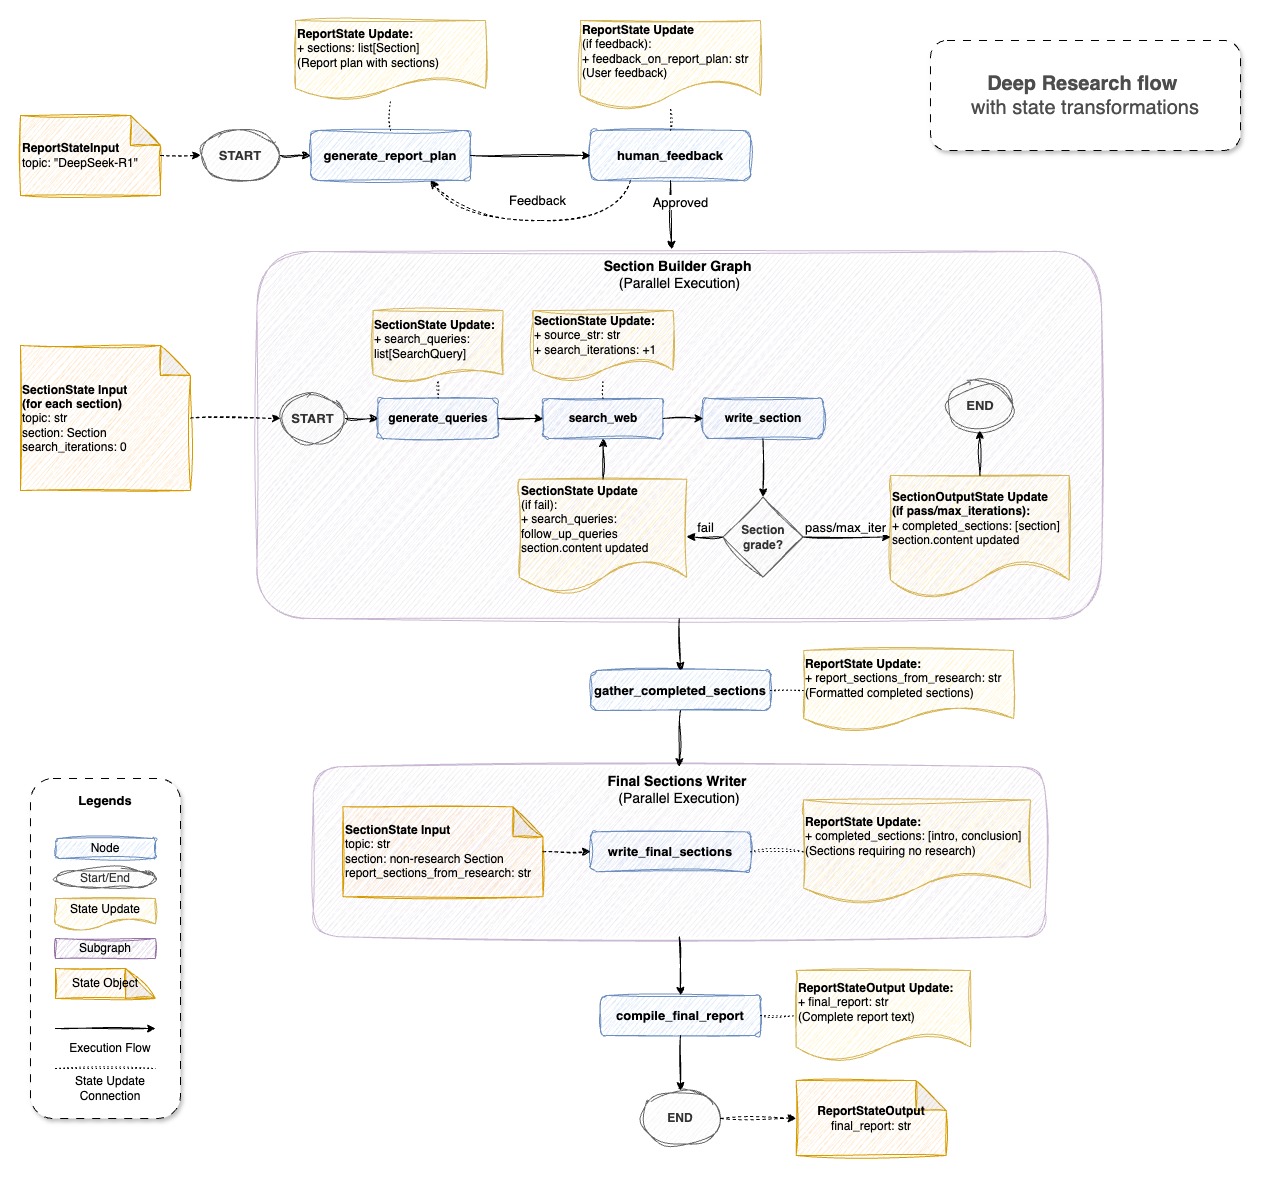 ReportState Update:
+ sections: list[Section]
(Report plan with sections)
ReportState Update
(if feedback):
+ feedback_on_report_plan: str
(User feedback)
Deep Research flow
with state transformations
ReportStateInput
topic: "DeepSeek-R1"
START
generate_report_plan
human_feedback
Feedback
Approved
Section Builder Graph
(Parallel Execution)
SectionState Update:
+ search_queries:
list[SearchQuery]
SectionState Update:
+ source_str: str
+ search_iterations: +1
SectionState Input
(for each section)
topic: str
section: Section
search_iterations: 0
START
generate_queries
search_web
write_section
END
SectionState Update
(if fail):
+ search_queries:
follow_up_queries
section.content updated
fail
Section
grade?
pass/max_iter
SectionOutputState Update
(if pass/max_iterations):
+ completed_sections: [section]
section.content updated
gather_completed_sections
ReportState Update:
+ report_sections_from_research: str
(Formatted completed sections)
Final Sections Writer
(Parallel Execution)
SectionState Input
topic: str
section: non-research Section
report_sections_from_research: str
write_final_sections
ReportState Update:
+ completed_sections: [intro, conclusion]
(Sections requiring no research)
Legends
Node
Start/End
State Update
Subgraph
State Object
Execution Flow
State Update
Connection
compile_final_report
ReportStateOutput Update:
+ final_report: str
(Complete report text)
END
ReportStateOutput
final_report: str